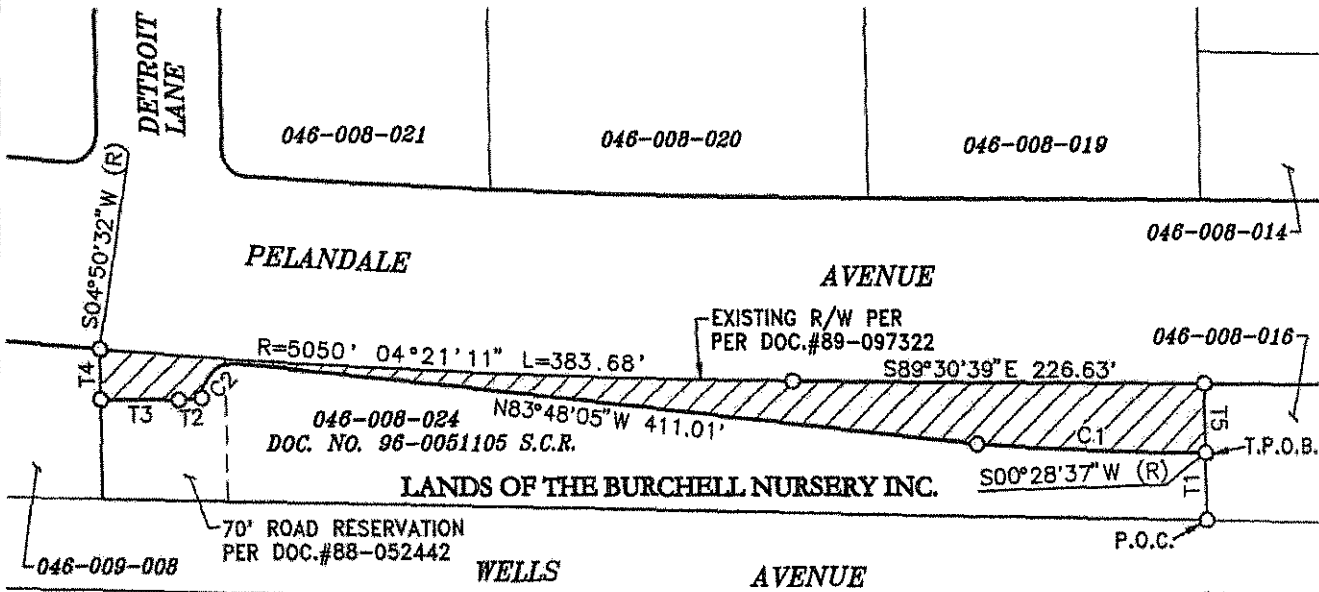 DETROIT
LANE
046-008-021
046-008-020
046-008-019
046-008-014
S04°50'32"W (R)
PELANDALE
AVENUE
EXISTING R/W PER
PER DOC.#89-097322
046-008-016
R=5050' 04°21'11" L=383.68'
S89°30'39"E 226.63'
T4
C2
T3
T2
046-008-024
DOC. NO. 96-0051105 S.C.R.
N83°48'05"W 411.01'
C1
T5
T.P.O.B.
S00°28'37"W (R)
T1
LANDS OF THE BURCHELL NURSERY INC.
70' ROAD RESERVATION
PER DOC.#88-052442
P.O.C.
046-009-008
WELLS
AVENUE